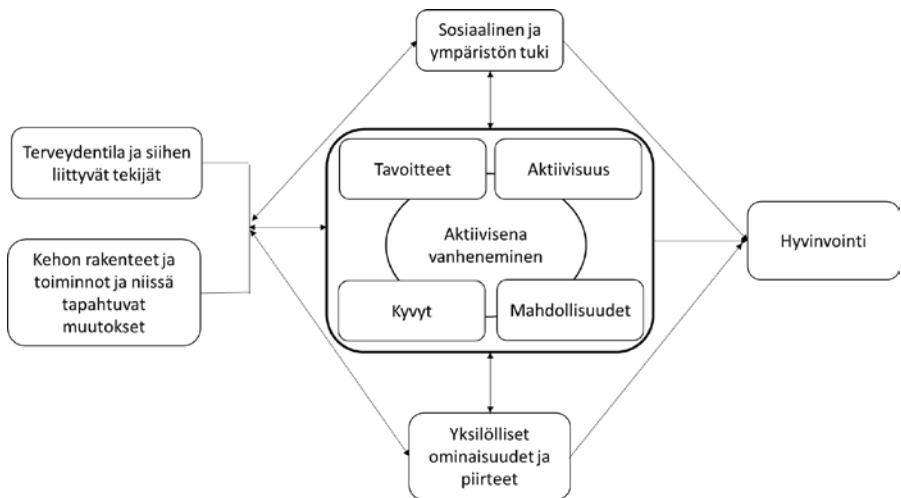 Sosiaalinen ja
ympäristön tuki
Terveydentila ja siihen
liittyvät tekijät
Kehon rakenteet ja
toiminnot ja niissä
tapahtuvat
muutokset
Tavoitteet
Aktiivisuus
Aktiivisena
vanheneminen
Kyvyt
Mahdollisuudet
Hyvinvointi
Yksilölliset
ominaisuudet ja
piirteet